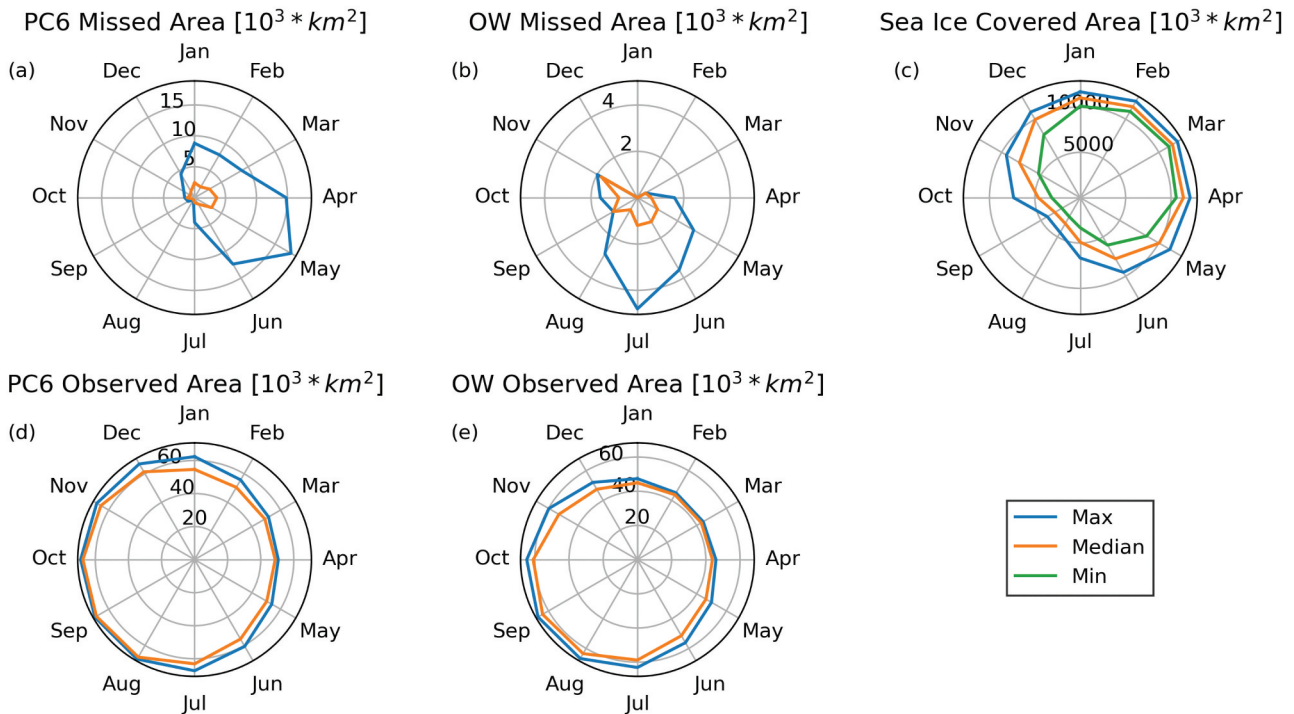 PC6 Missed Area [10³ * km²]
(a)
Jan
Feb
Mar
Apr
May
Jun
Jul
Aug
Sep
Oct
Nov
Dec
5
10
15
OW Missed Area [10³ * km²]
(b)
Jan
Feb
Mar
Apr
May
Jun
Jul
Aug
Sep
Oct
Nov
Dec
2
4
Sea Ice Covered Area [10³ * km²]
(c)
Jan
Feb
Mar
Apr
May
Jun
Jul
Aug
Sep
Oct
Nov
Dec
5000
10000
PC6 Observed Area [10³ * km²]
(d)
Jan
Feb
Mar
Apr
May
Jun
Jul
Aug
Sep
Oct
Nov
Dec
20
40
60
OW Observed Area [10³ * km²]
(e)
Jan
Feb
Mar
Apr
May
Jun
Jul
Aug
Sep
Oct
Nov
Dec
20
40
60
Max
Median
Min